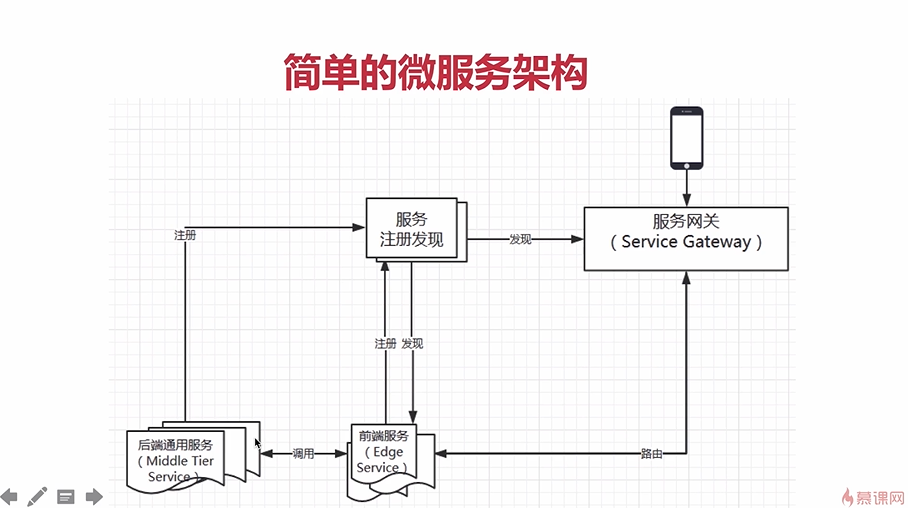 简单的微服务架构
服务
注册发现
服务网关
（Service Gateway）
注册
发现
注册
发现
后端通用服务
（Middle Tier
Service）
调用
前端服务
（Edge
Service）
路由
慕课网